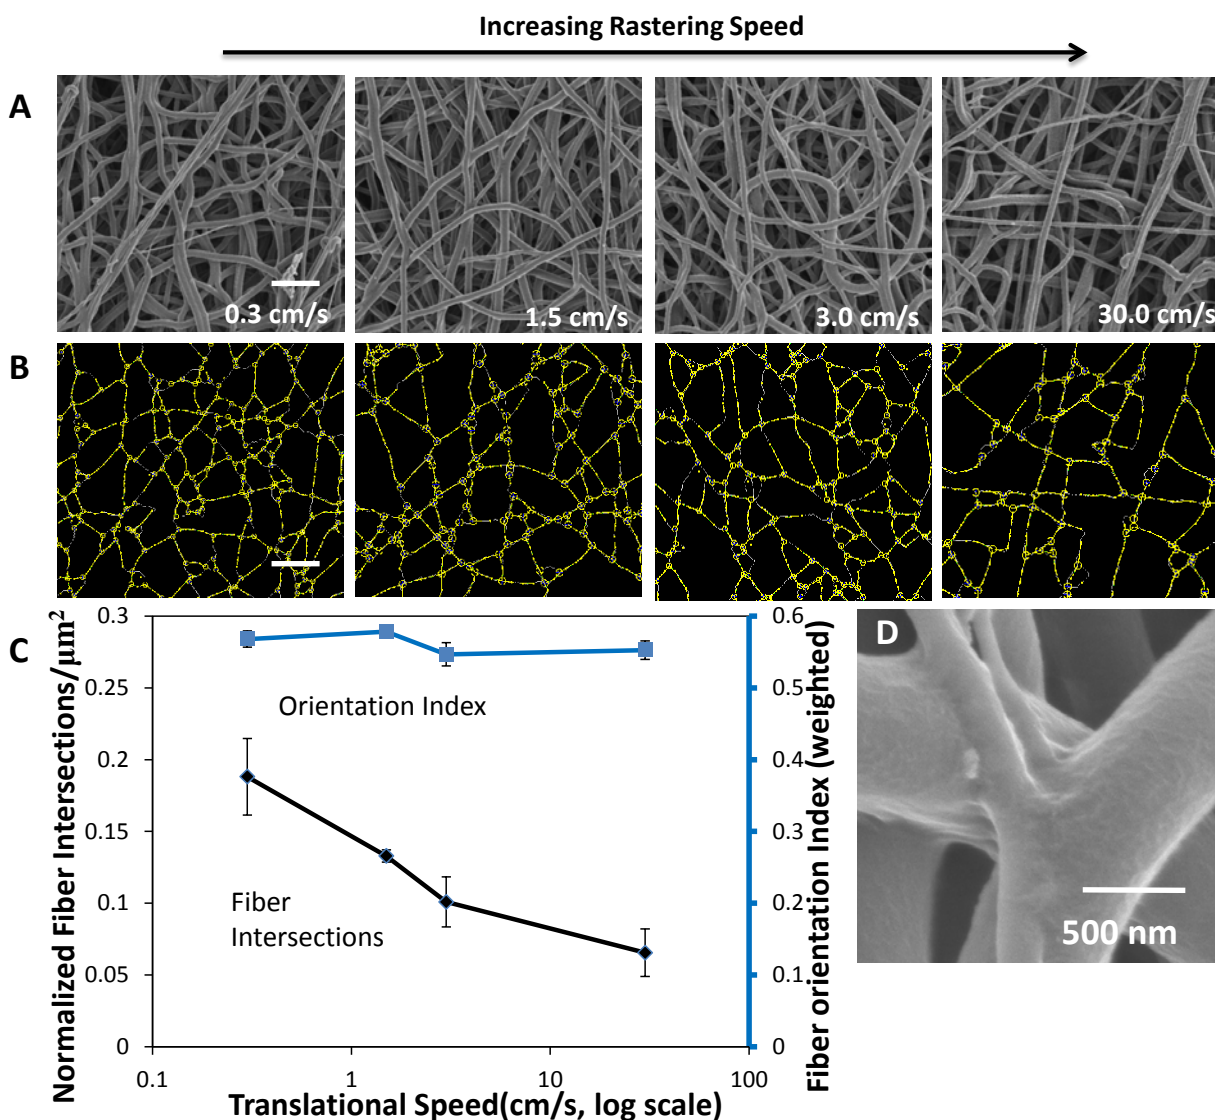 Increasing Rastering Speed
A
0.3 cm/s
1.5 cm/s
3.0 cm/s
30.0 cm/s
B
C
Normalized Fiber Intersections/μm²
0.3
0.25
0.2
0.15
0.1
0.05
0
Orientation Index
Fiber
Intersections
0.6
0.5
0.4
0.3
0.2
0.1
0
Fiber orientation Index (weighted)
0.1
1
10
100
Translational Speed(cm/s, log scale)
D
500 nm